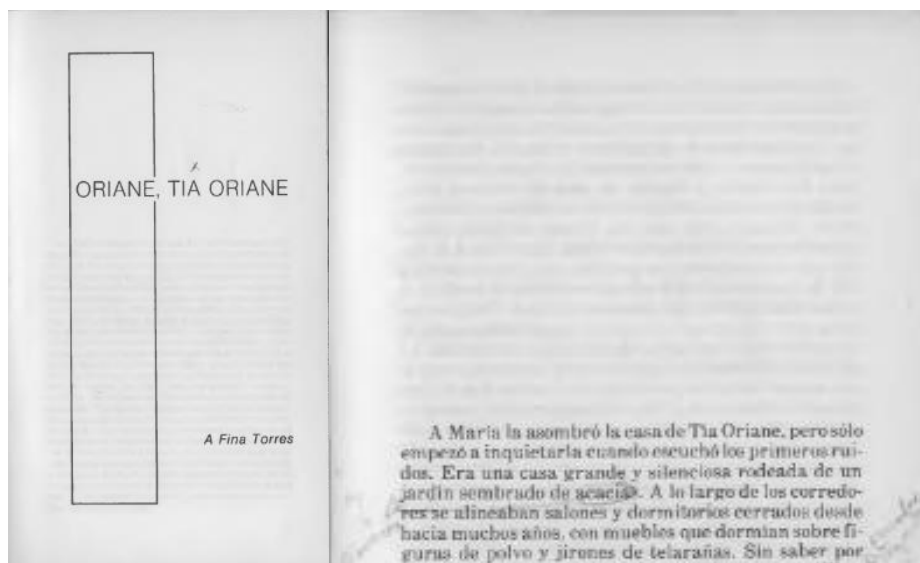 ORIANE, TIA ORIANE
A Fina Torres
A María la asombró la casa de Tía Oriane, pero sólo
empezó a inquietarla cuando escuchó los primeros rui-
dos. Era una casa grande y silenciosa rodeada de un
jardín sembrado de acacias. A lo largo de los corredo-
res se alineaban salones y dormitorios cerrados desde
hacía muchos años, con muebles que dormían sobre fi-
guras de polvo y jirones de telarañas. Sin saber por